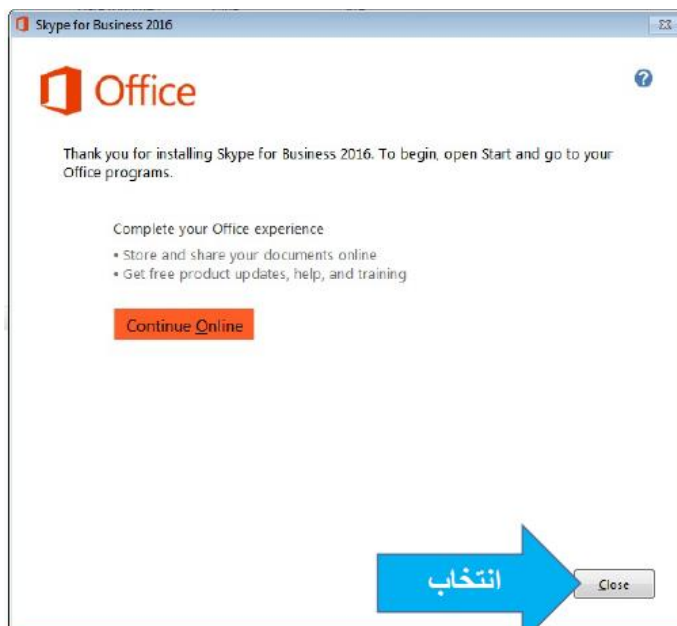 Skype for Business 2016
Office
Thank you for installing Skype for Business 2016. To begin, open Start and go to your
Office programs.
Complete your Office experience
• Store and share your documents online
• Get free product updates, help, and training
Continue Online
انتخاب
Close